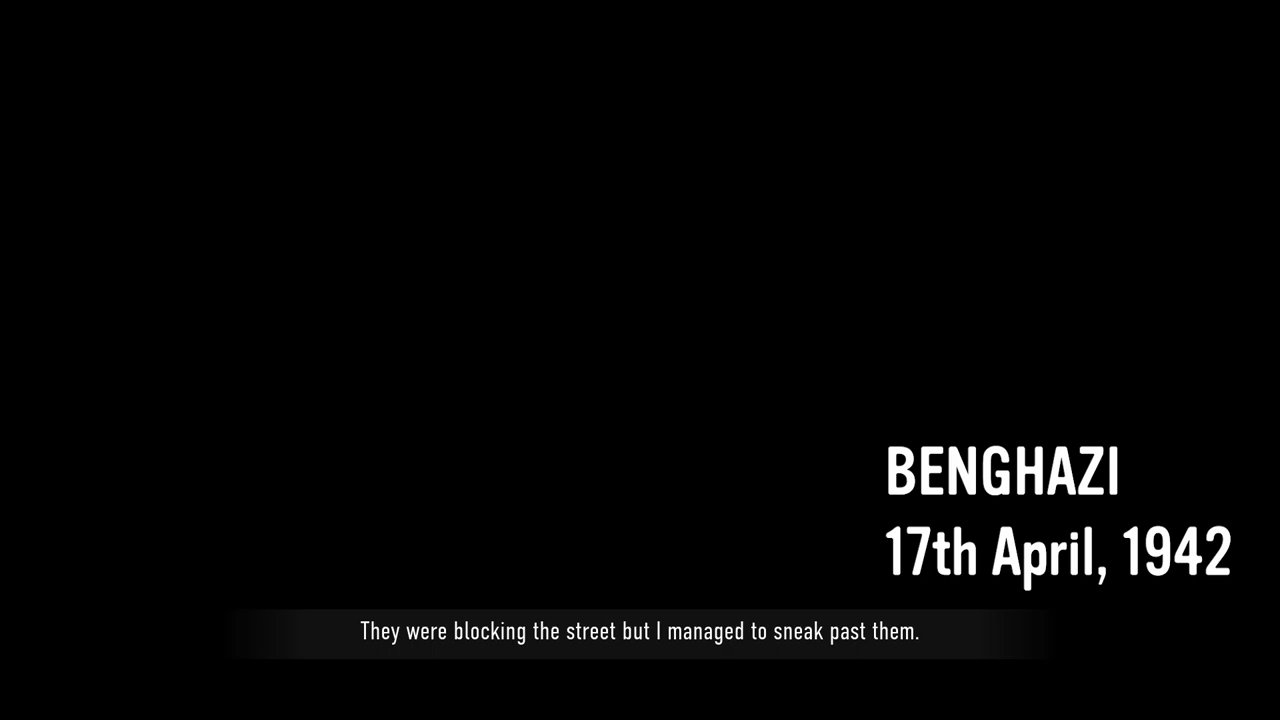 BENGHAZI
17th April, 1942
They were blocking the street but I managed to sneak past them.